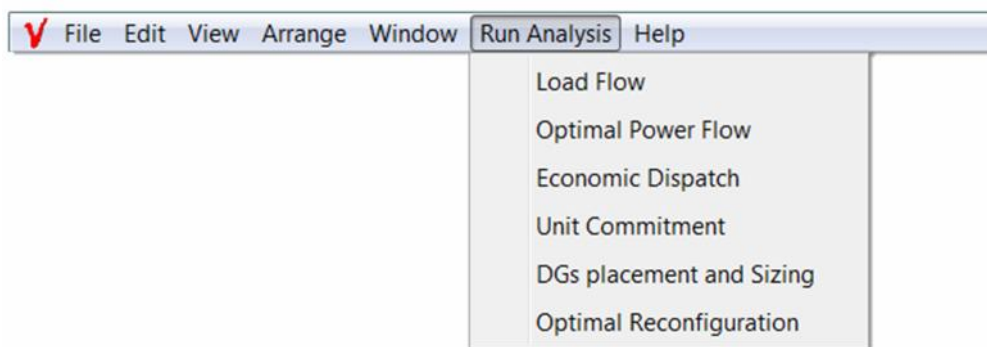 File Edit View Arrange Window Run Analysis Help
Load Flow
Optimal Power Flow
Economic Dispatch
Unit Commitment
DGs placement and Sizing
Optimal Reconfiguration